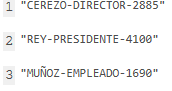 1 "CEREZO-DIRECTOR-2885"
2 "REY-PRESIDENTE-4100"
3 "MUÑOZ-EMPLEADO-1690"